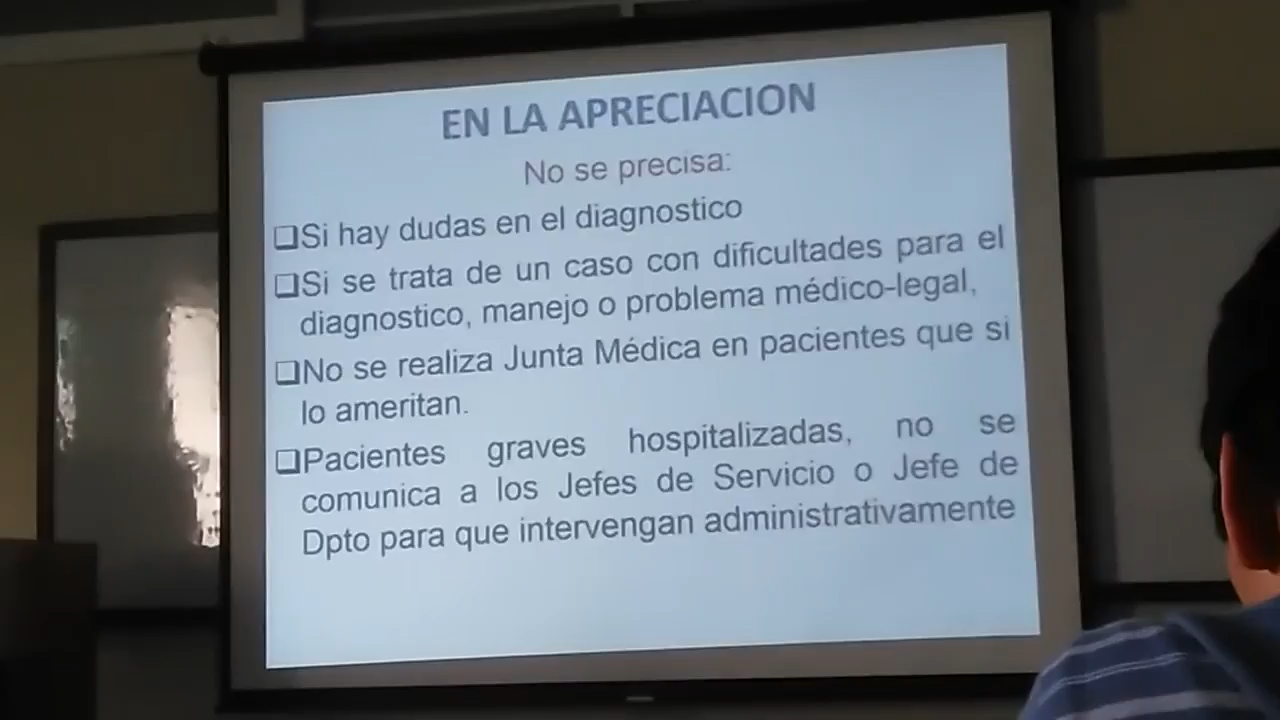 EN LA APRECIACION
No se precisa:
❑Si hay dudas en el diagnostico
❑Si se trata de un caso con dificultades para el
diagnostico, manejo o problema médico-legal,
❑No se realiza Junta Médica en pacientes que si
lo ameritan.
❑Pacientes graves hospitalizadas, no se
comunica a los Jefes de Servicio o Jefe de
Dpto para que intervengan administrativamente